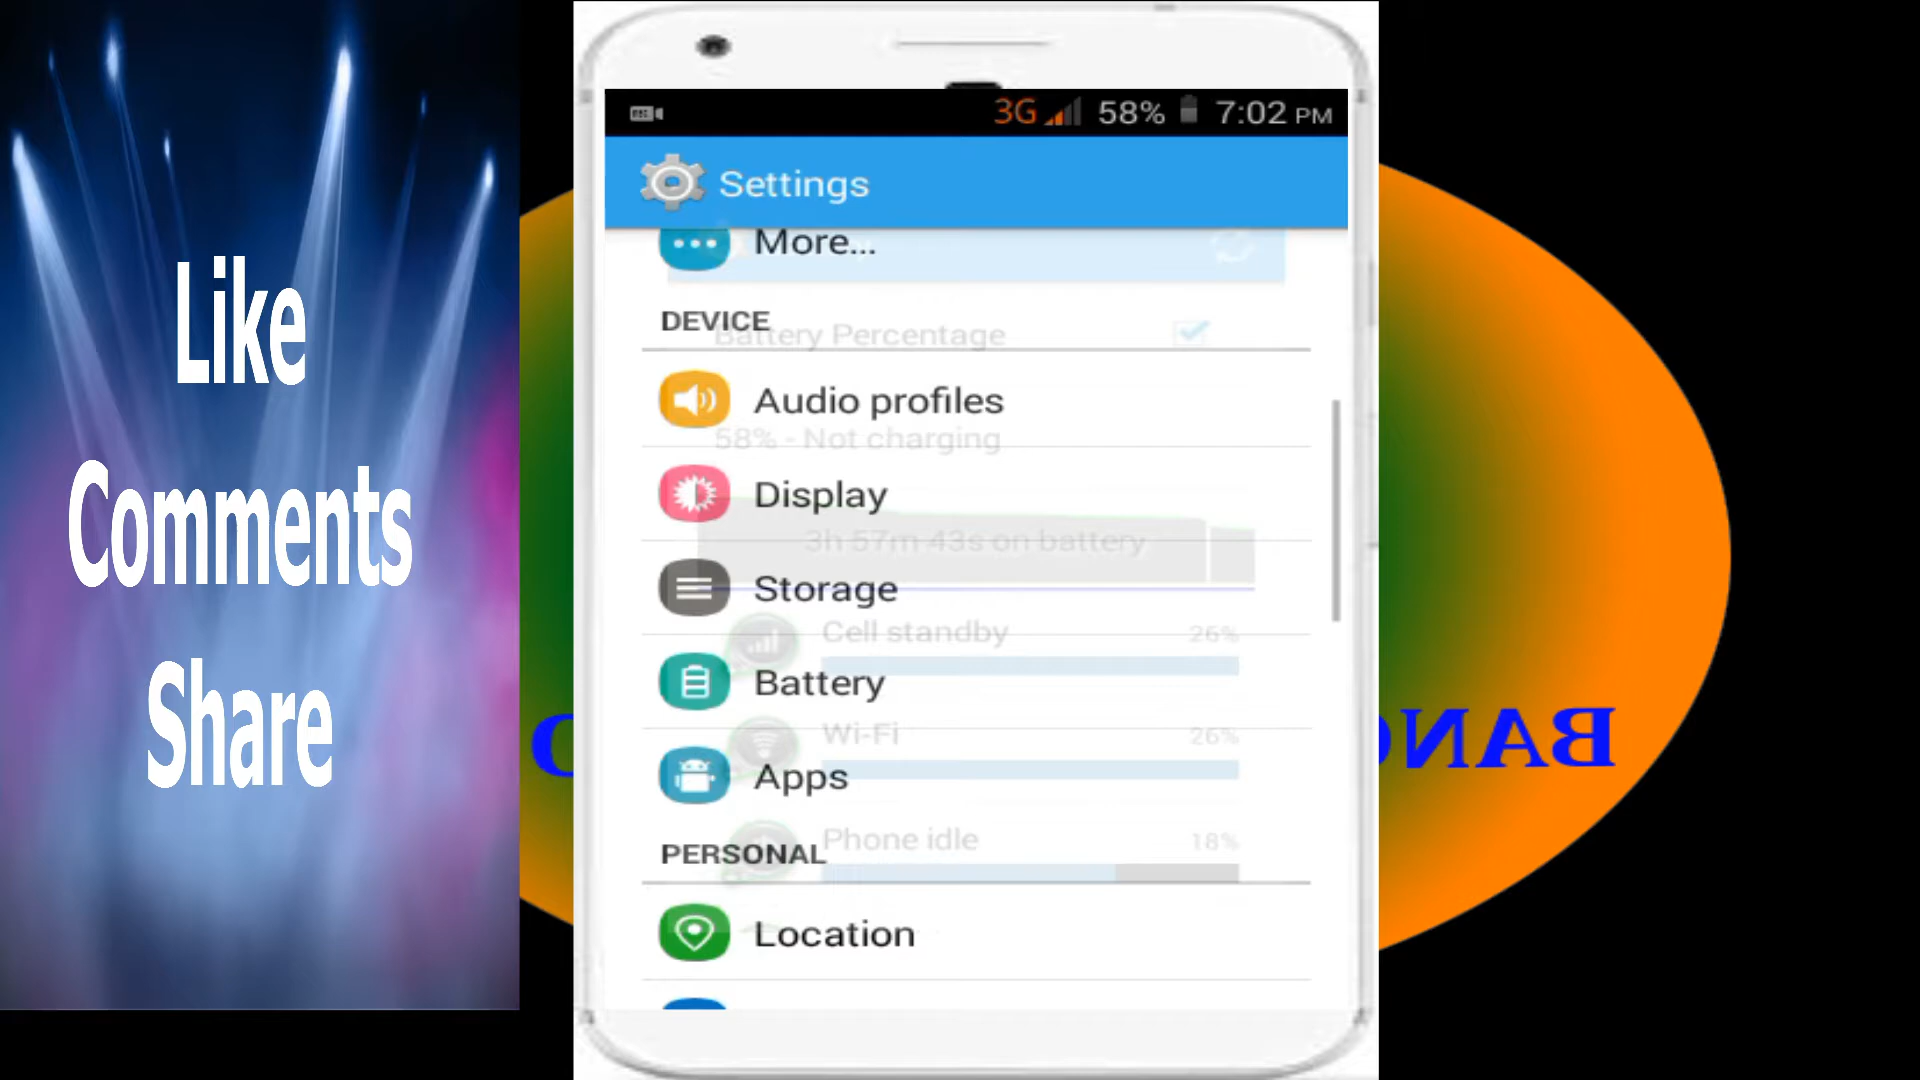 Like
Comments
Share
3G 58% 7:02 PM
Settings
More...
DEVICE
Battery Percentage
Audio profiles
58% - Not charging
Display
3h 57m 43s on battery
Storage
Cell standby 26%
Battery
Wi-Fi 26%
Apps
Phone idle 18%
PERSONAL
Location